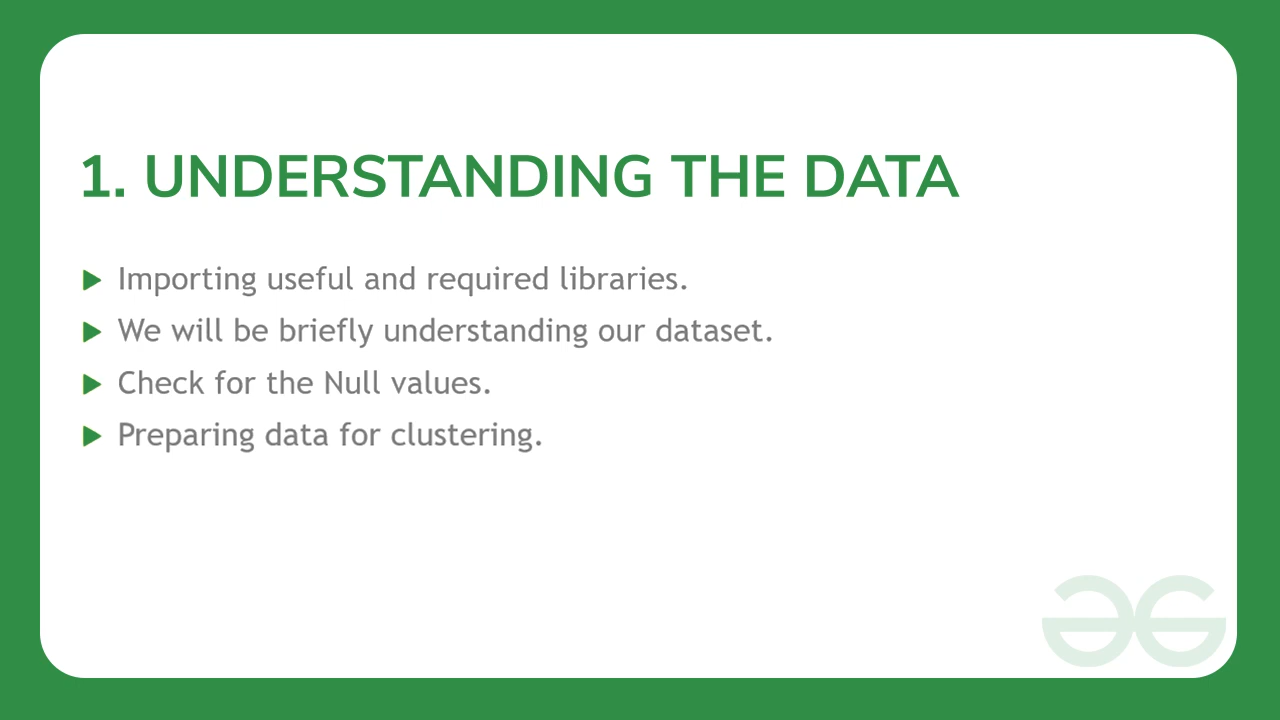 1. UNDERSTANDING THE DATA
Importing useful and required libraries.
We will be briefly understanding our dataset.
Check for the Null values.
Preparing data for clustering.